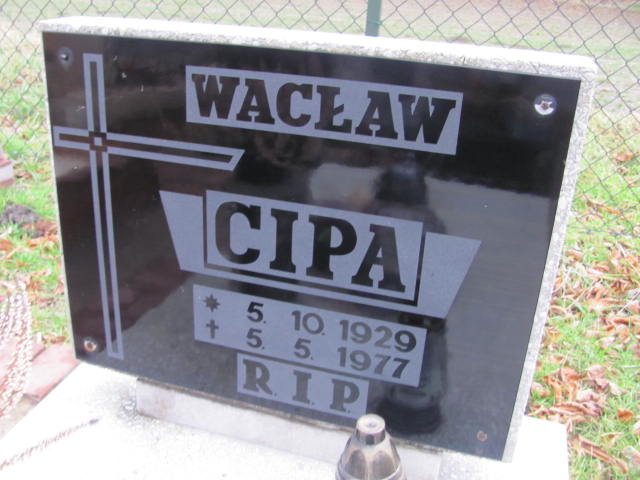 WACŁAW
CIPA
* 5. 10. 1929
† 5. 5. 1977
R. I. P.